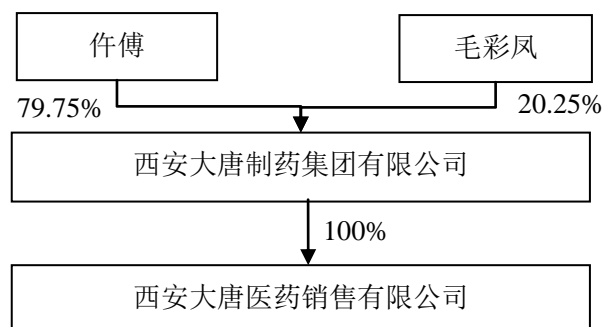 仵傅
毛彩凤
79.75%
20.25%
西安大唐制药集团有限公司
100%
西安大唐医药销售有限公司